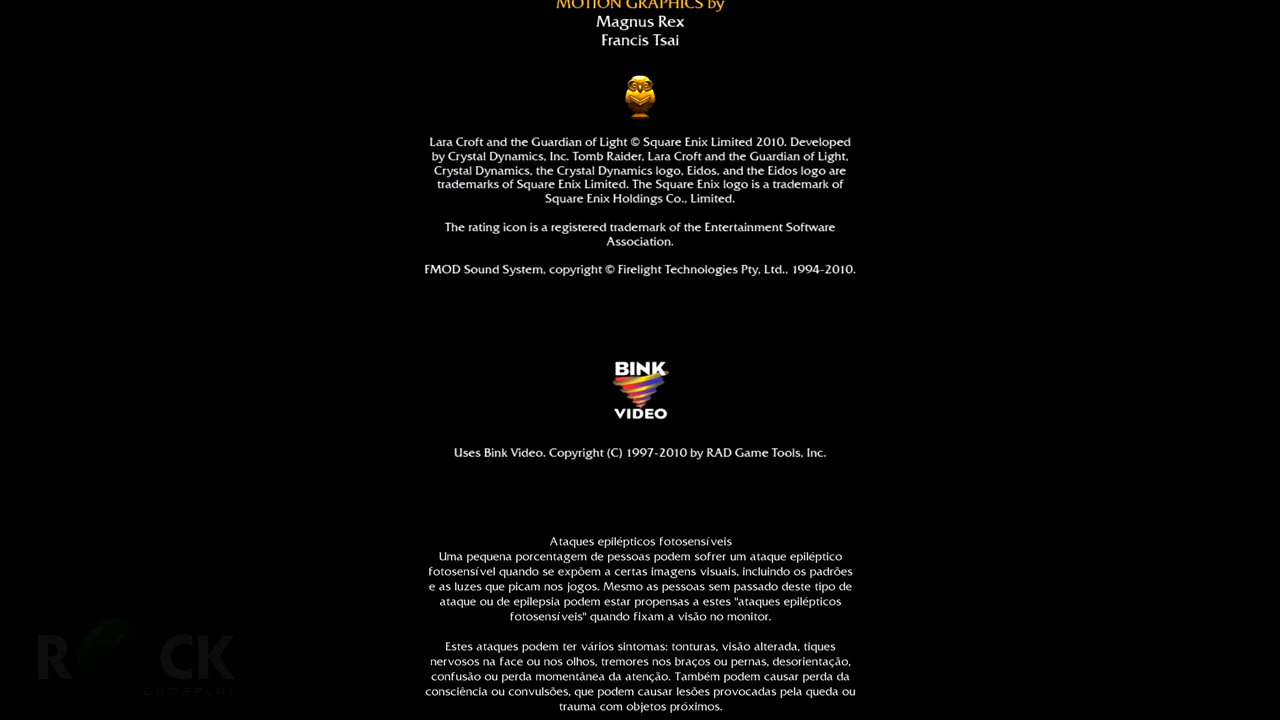 MOTION GRAPHICS by
Magnus Rex
Francis Tsai
Lara Croft and the Guardian of Light © Square Enix Limited 2010. Developed
by Crystal Dynamics, Inc. Tomb Raider, Lara Croft and the Guardian of Light,
Crystal Dynamics, the Crystal Dynamics logo, Eidos, and the Eidos logo are
trademarks of Square Enix Limited. The Square Enix logo is a trademark of
Square Enix Holdings Co., Limited.
The rating icon is a registered trademark of the Entertainment Software
Association.
FMOD Sound System, copyright © Firelight Technologies Pty, Ltd., 1994-2010.
BINK
VIDEO
Uses Bink Video. Copyright (C) 1997-2010 by RAD Game Tools, Inc.
Ataques epilépticos fotosensíveis
Uma pequena porcentagem de pessoas podem sofrer um ataque epiléptico
fotosensível quando se expõem a certas imagens visuais, incluindo os padrões
e as luzes que picam nos jogos. Mesmo as pessoas sem passado deste tipo de
ataque ou de epilepsia podem estar propensas a estes "ataques epilépticos
fotosensíveis" quando fixam a visão no monitor.
Estes ataques podem ter vários sintomas: tonturas, visão alterada, tiques
nervosos na face ou nos olhos, tremores nos braços ou pernas, desorientação,
confusão ou perda momentânea da atenção. Também podem causar perda da
consciência ou convulsões, que podem causar lesões provocadas pela queda ou
trauma com objetos próximos.
ROCK
GAMEPLAY